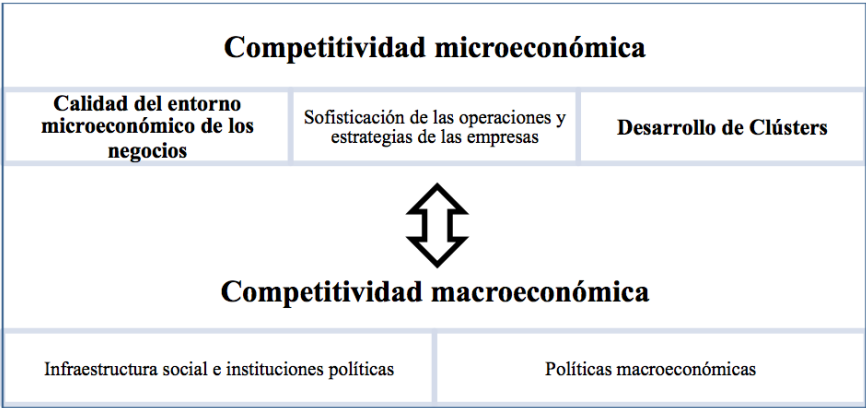 Competitividad microeconómica
Calidad del entorno
microeconómico de los
negocios
Sofisticación de las operaciones y
estrategias de las empresas
Desarrollo de Clústers
Competitividad macroeconómica
Infraestructura social e instituciones políticas
Políticas macroeconómicas